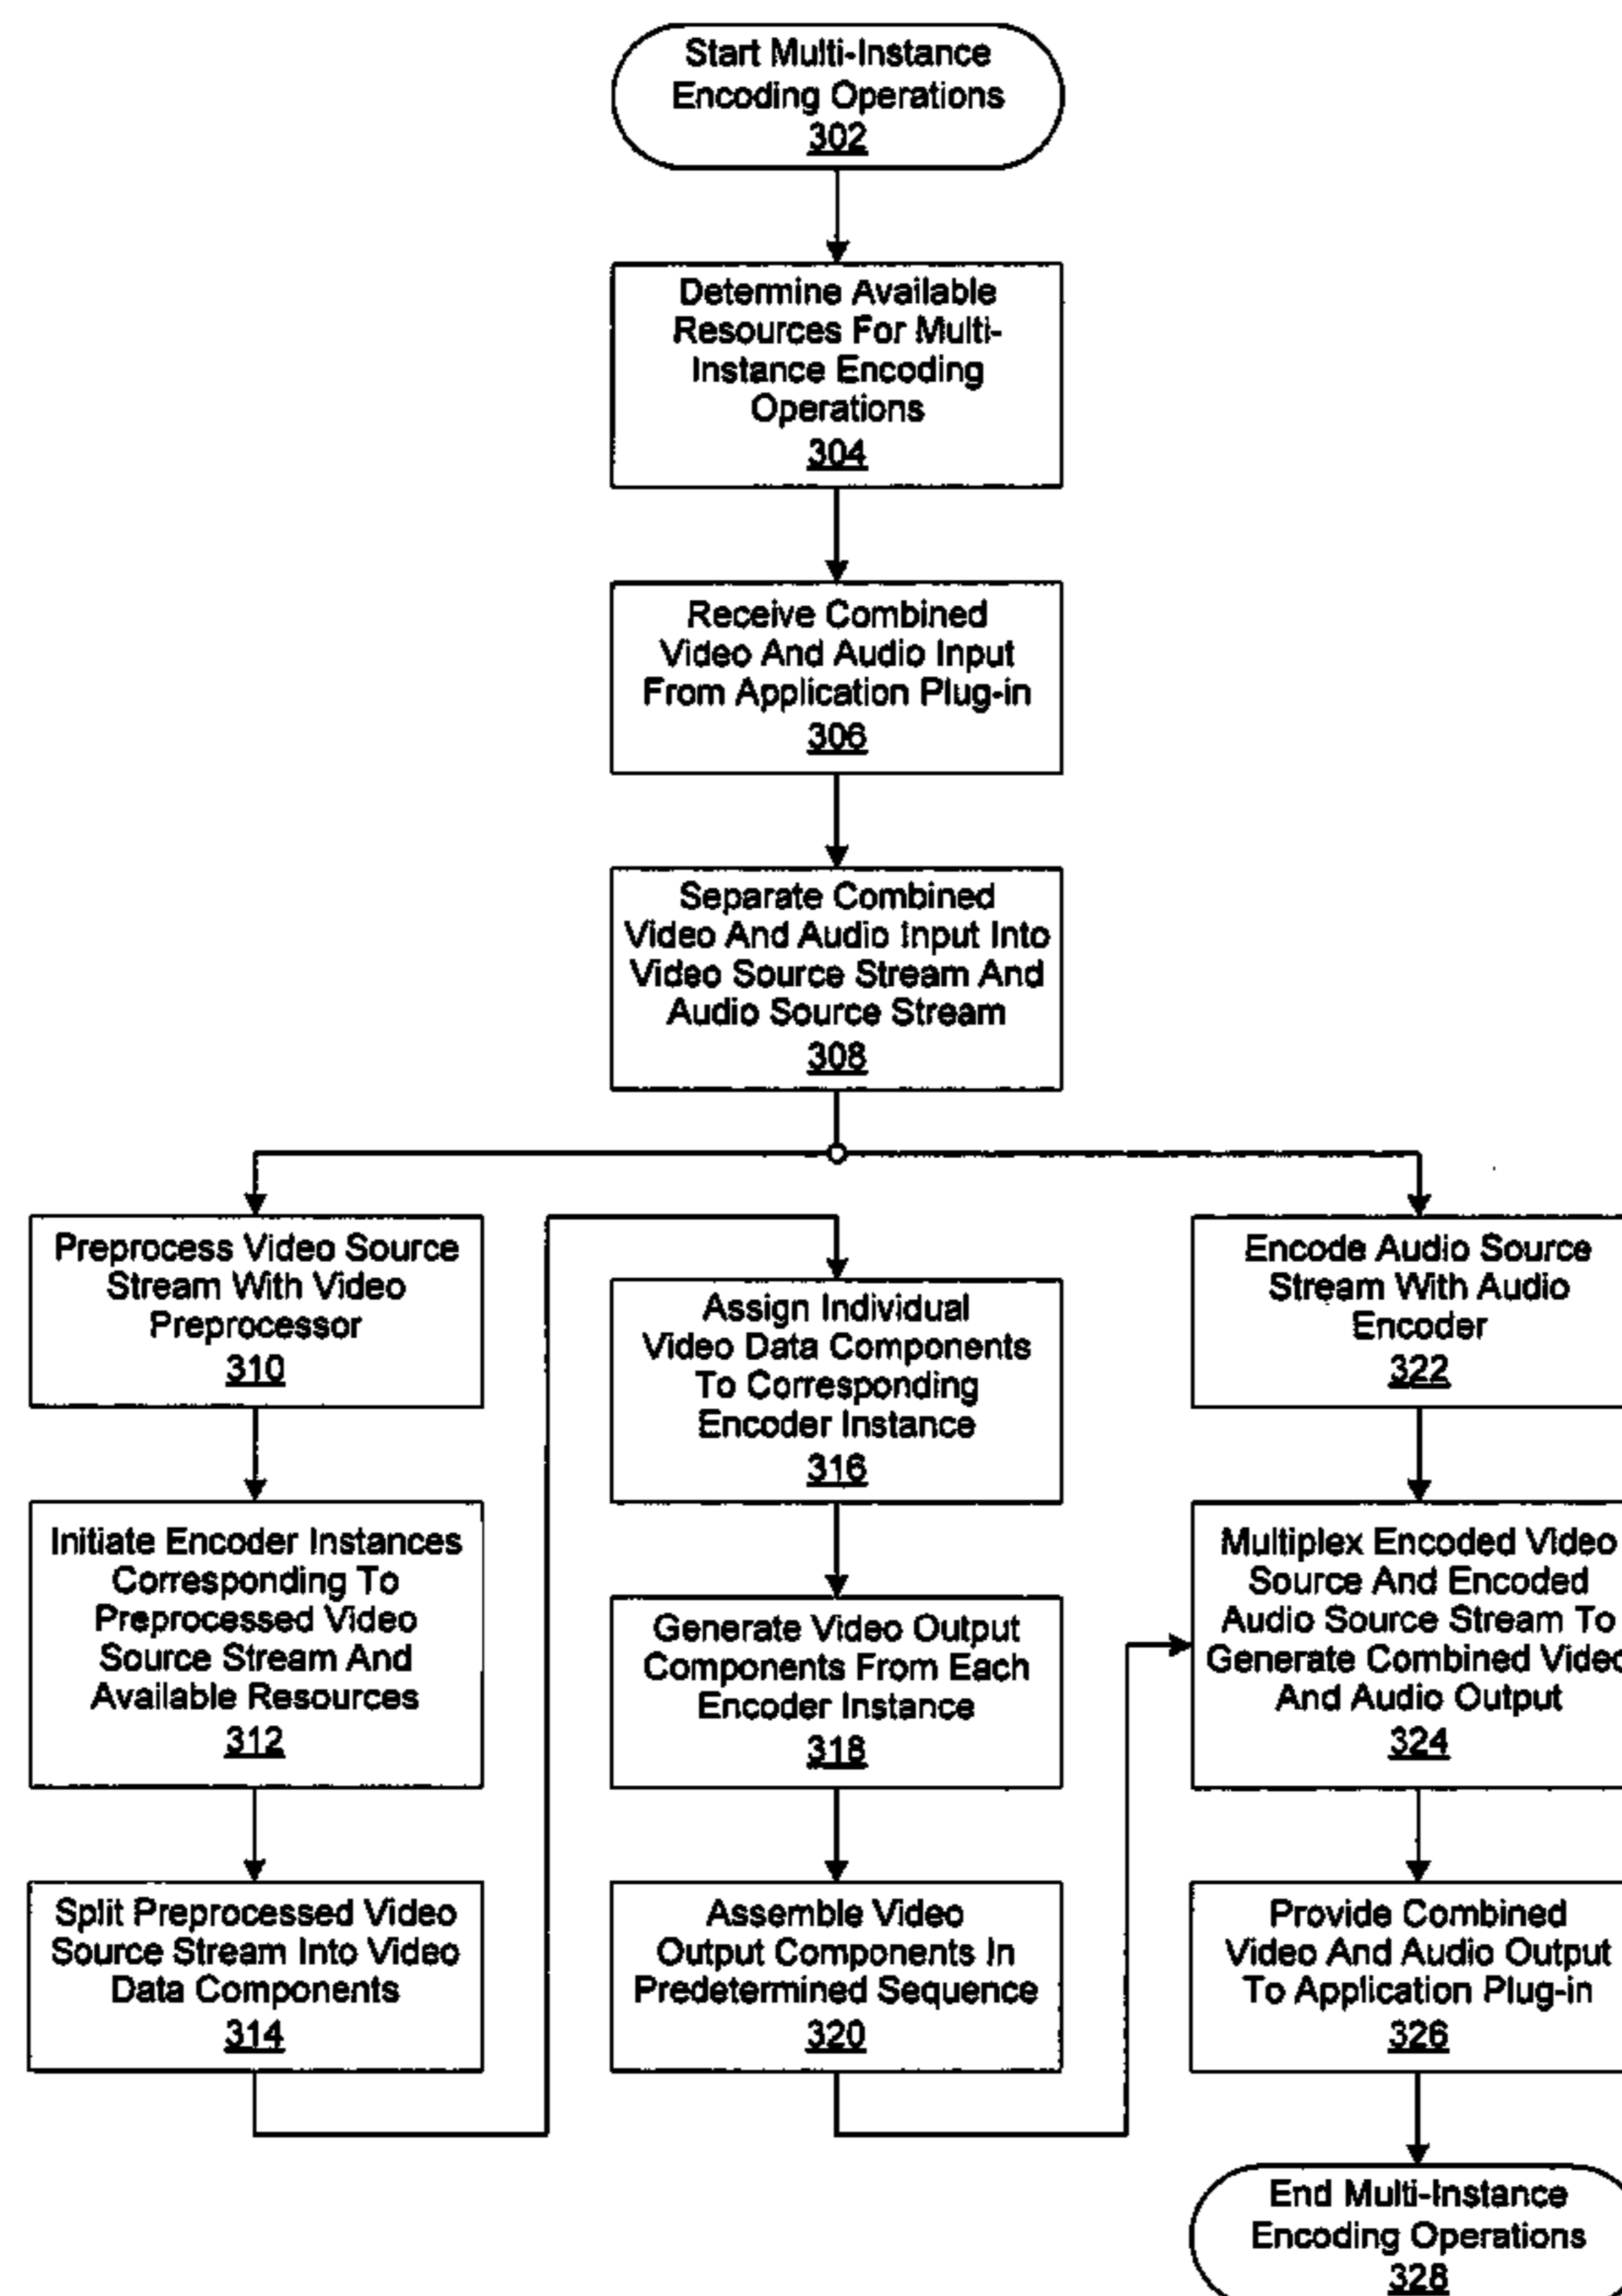 Start Multi-Instance
Encoding Operations
302
Determine Available
Resources For Multi-
Instance Encoding
Operations
304
Receive Combined
Video And Audio Input
From Application Plug-in
306
Separate Combined
Video And Audio Input Into
Video Source Stream And
Audio Source Stream
308
Preprocess Video Source
Stream With Video
Preprocessor
310
Initiate Encoder Instances
Corresponding To
Preprocessed Video
Source Stream And
Available Resources
312
Split Preprocessed Video
Source Stream Into Video
Data Components
314
Assign Individual
Video Data Components
To Corresponding
Encoder Instance
316
Generate Video Output
Components From Each
Encoder Instance
318
Assemble Video
Output Components In
Predetermined Sequence
320
Encode Audio Source
Stream With Audio
Encoder
322
Multiplex Encoded Video
Source And Encoded
Audio Source Stream To
Generate Combined Video
And Audio Output
324
Provide Combined
Video And Audio Output
To Application Plug-in
326
End Multi-Instance
Encoding Operations
328